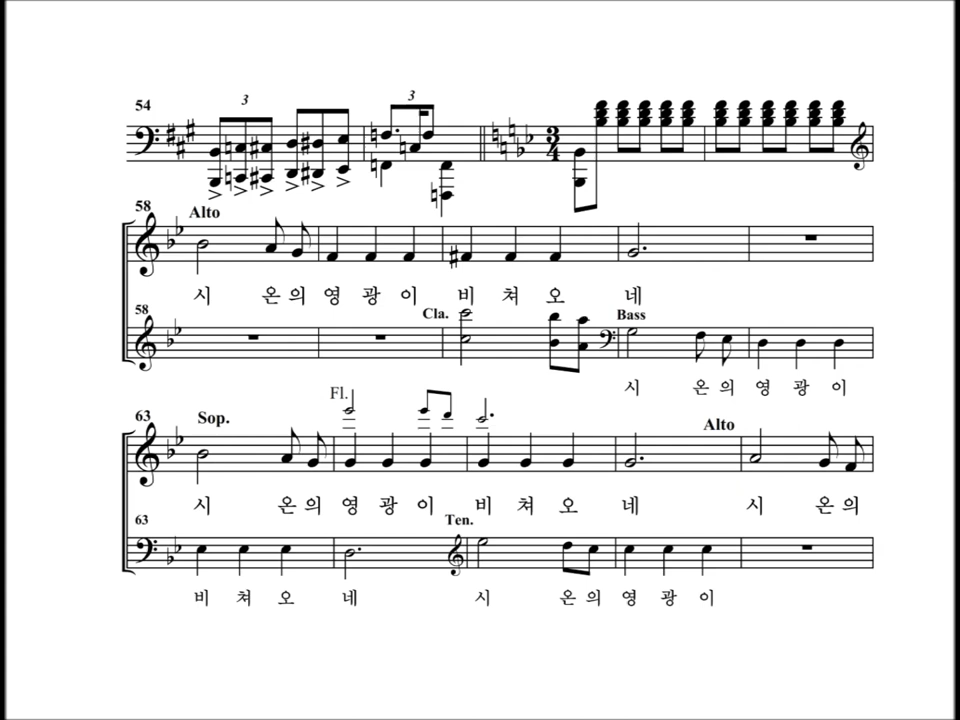 54 3 3
3 4
58 Alto
시 온 의 영 광 이 비 쳐 오 네
58 Cla. Bass
시 온 의 영 광 이
Fl.
63 Sop. Alto
시 온 의 영 광 이 비 쳐 오 네 시 온 의
63 Ten.
비 쳐 오 네 시 온 의 영 광 이